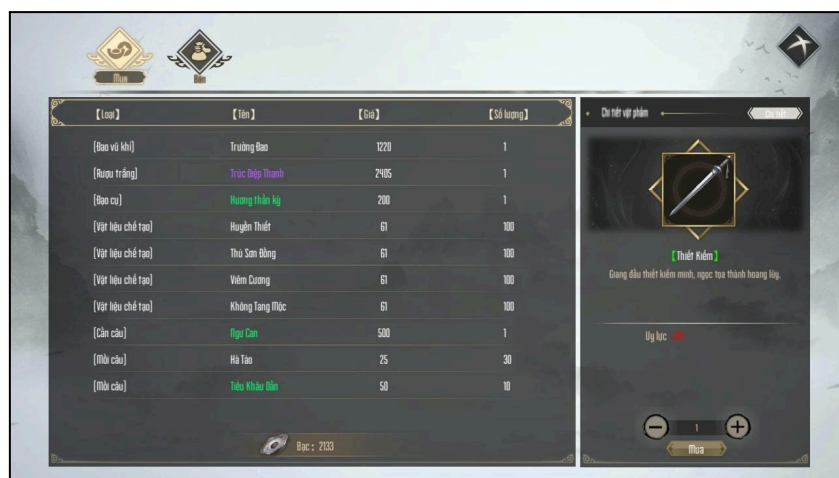 Mua
Bán
【Loại】 【Tên】 【Giá】 【Số lượng】
[Đao vũ khí] Trường Đao 1220 1
[Rượu trắng] Trúc Diệp Thanh 2405 1
[Đạo cụ] Hương thần kỳ 200 1
[Vật liệu chế tạo] Huyền Thiết 61 100
[Vật liệu chế tạo] Thủ Sơn Đồng 61 100
[Vật liệu chế tạo] Viêm Cương 61 100
[Vật liệu chế tạo] Không Tang Mộc 61 100
[Cần câu] Ngư Can 500 1
[Mồi câu] Hà Tào 25 30
[Mồi câu] Tiểu Khâu Dẫn 50 10
Bạc : 2133
Chi tiết vật phẩm
Chi tiết
【Thiết Kiếm】
Giang đầu thiết kiếm minh, ngọc tọa thành hoang lũy.
Uy lực
1
Mua